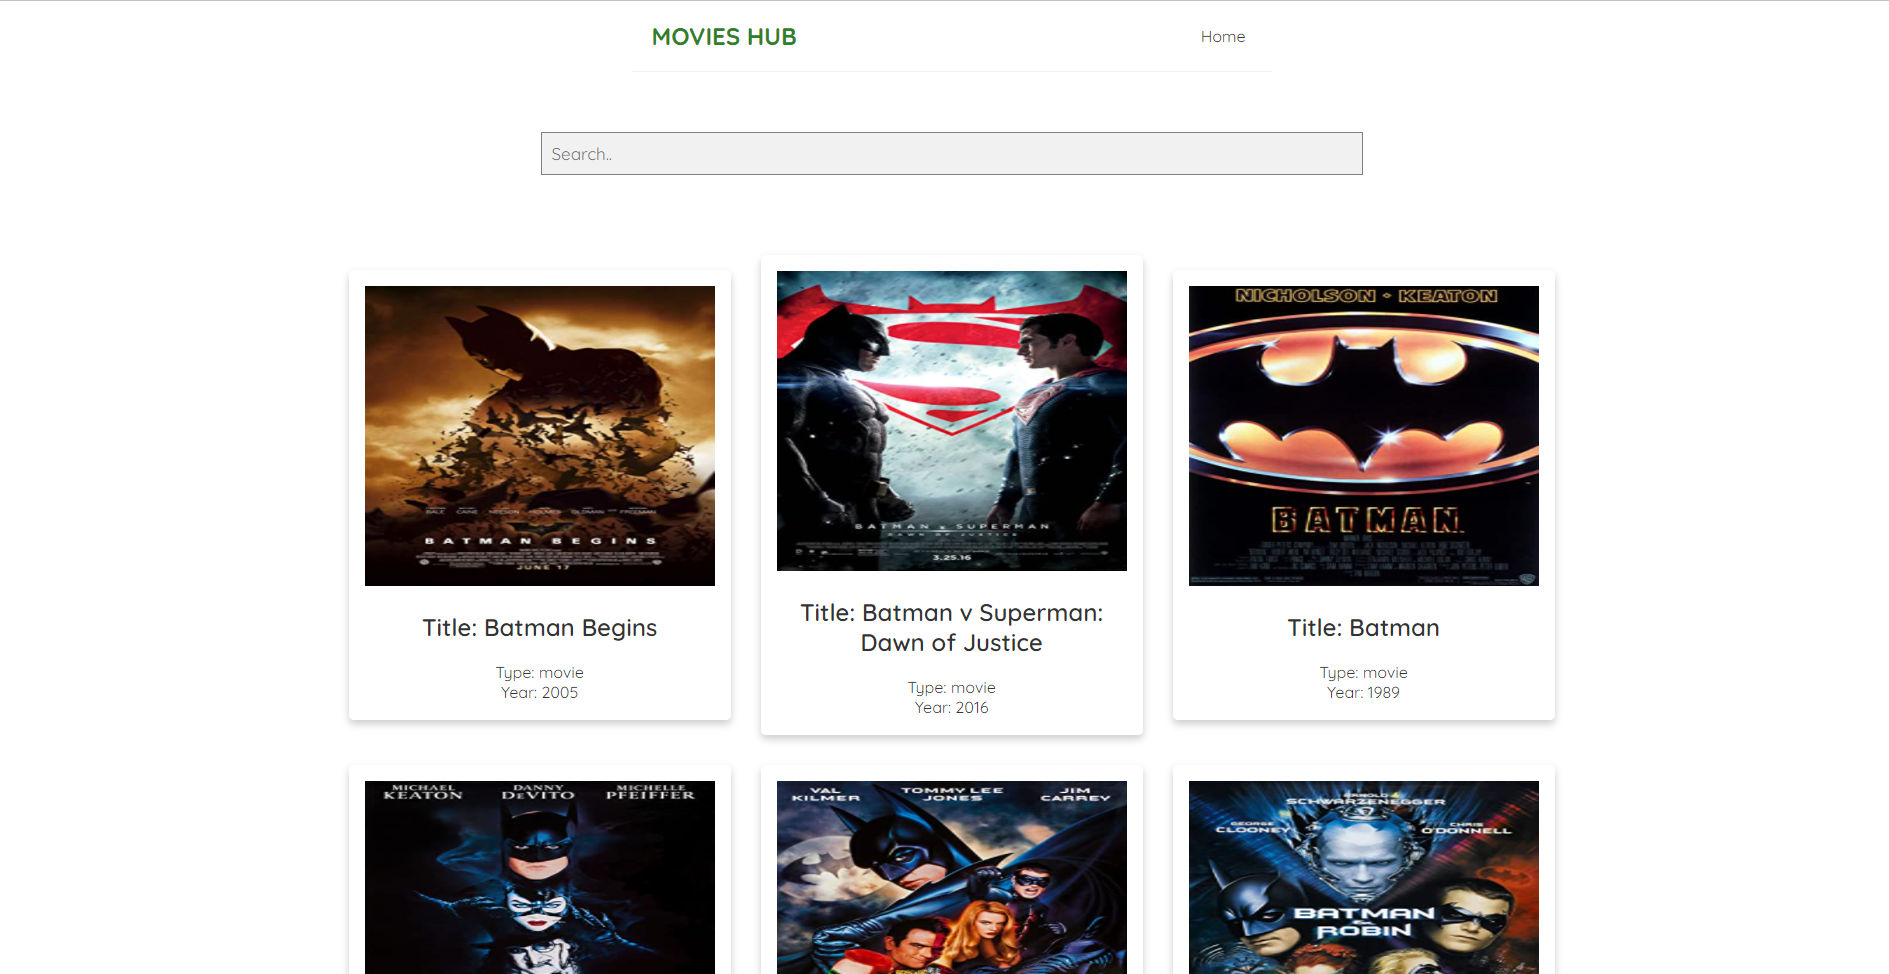 MOVIES HUB
Home
Search..
BATMAN BEGINS
JUNE 17
Title: Batman Begins
Type: movie
Year: 2005
BATMAN v SUPERMAN
DAWN OF JUSTICE
3.25.16
Title: Batman v Superman:
Dawn of Justice
Type: movie
Year: 2016
NICHOLSON • KEATON
BATMAN
Title: Batman
Type: movie
Year: 1989
MICHAEL KEATON DANNY DEVITO MICHELLE PFEIFFER
VAL KILMER TOMMY LEE JONES JIM CARREY
ARNOLD SCHWARZENEGGER
GEORGE CLOONEY CHRIS O'DONNELL
BATMAN
& ROBIN